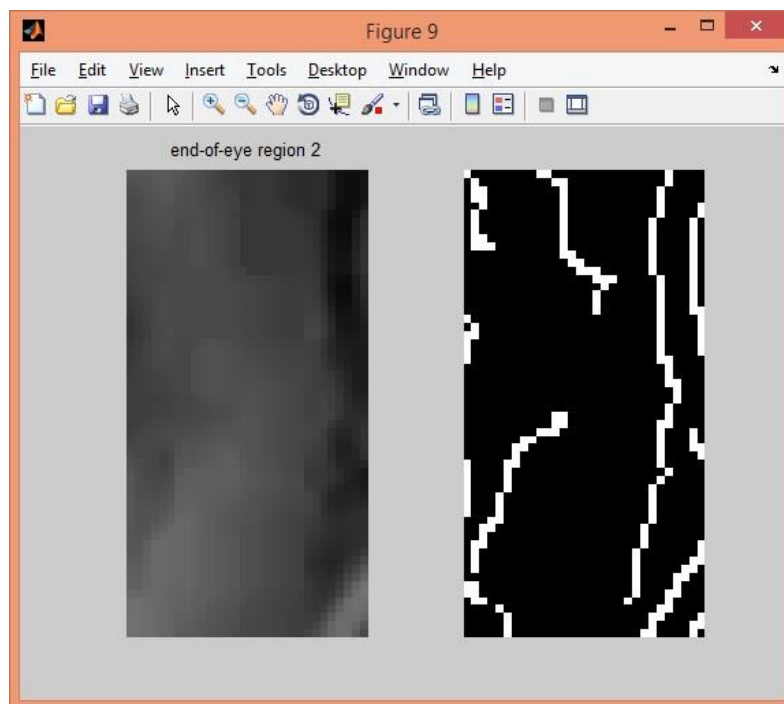 Figure 9
File Edit View Insert Tools Desktop Window Help
end-of-eye region 2